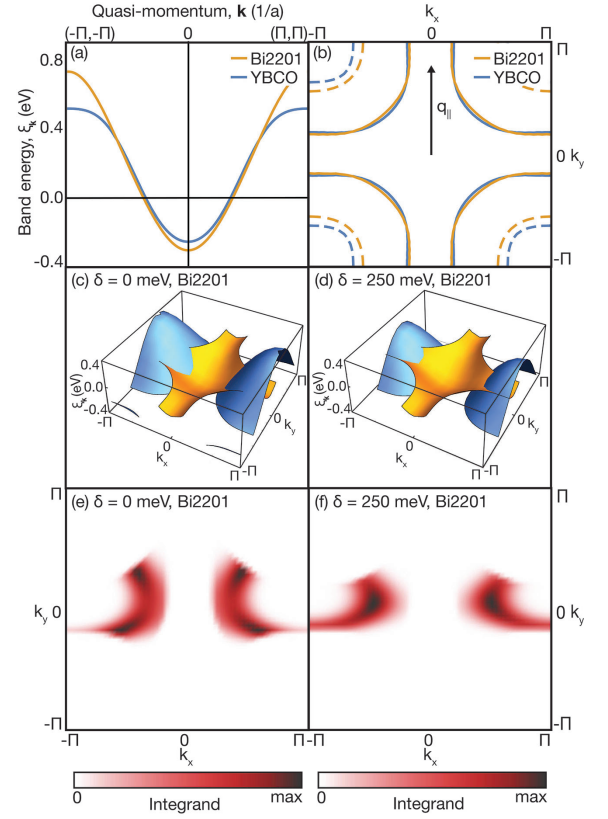 Quasi-momentum, k (1/a)
(-Π,-Π) 0 (Π,Π)
k_x
-Π 0 Π
(a)
Bi2201
YBCO
Band energy, ξ_k (eV)
0.8
0.4
0.0
-0.4
(b)
Bi2201
YBCO
q_||
Π
0 k_y
-Π
(c) δ = 0 meV, Bi2201
ξ_k (eV)
0.4
0.0
-0.4
-Π
0
k_x
Π
-Π
0
k_y
Π
(d) δ = 250 meV, Bi2201
ξ_k (eV)
0.4
0.0
-0.4
-Π
0
k_x
Π
-Π
0
k_y
Π
(e) δ = 0 meV, Bi2201
Π
k_y 0
-Π
(f) δ = 250 meV, Bi2201
Π
0 k_y
-Π
-Π 0 Π
k_x
-Π 0 Π
k_x
0 max
Integrand
0 max
Integrand